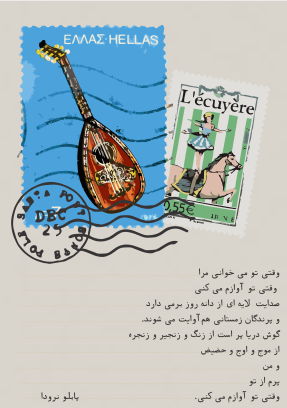 ΕΛΛΑΣ-HELLAS
L'écuyère
0,55€
DEC
25
وقتی تو می خوانی مرا
وقتی تو آوازم می کنی
صدایت لایه ای از دانه روز برمی دارد
و پرندگان زمستانی هم آوایت می شوند.
گوش دریا پر است از زنگ و زنجیر و زنجره
از موج و اوج و حضیض
و من
پرم از تو
وقتی تو آوازم می کنی.
پابلو نرودا